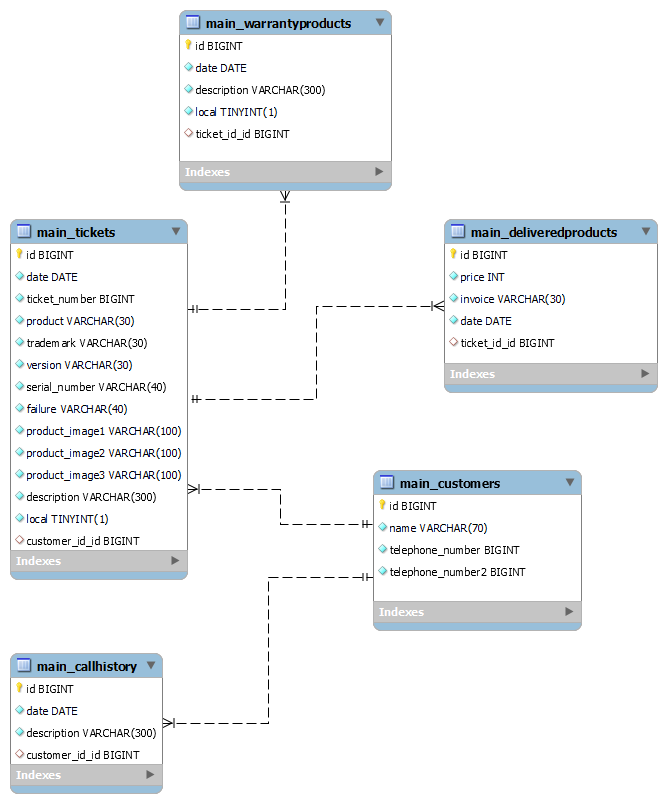 main_warrantyproducts
id BIGINT
date DATE
description VARCHAR(300)
local TINYINT(1)
ticket_id_id BIGINT
Indexes
main_tickets
id BIGINT
date DATE
ticket_number BIGINT
product VARCHAR(30)
trademark VARCHAR(30)
version VARCHAR(30)
serial_number VARCHAR(40)
failure VARCHAR(40)
product_image1 VARCHAR(100)
product_image2 VARCHAR(100)
product_image3 VARCHAR(100)
description VARCHAR(300)
local TINYINT(1)
customer_id_id BIGINT
Indexes
main_deliveredproducts
id BIGINT
price INT
invoice VARCHAR(30)
date DATE
ticket_id_id BIGINT
Indexes
main_customers
id BIGINT
name VARCHAR(70)
telephone_number BIGINT
telephone_number2 BIGINT
Indexes
main_callhistory
id BIGINT
date DATE
description VARCHAR(300)
customer_id_id BIGINT
Indexes